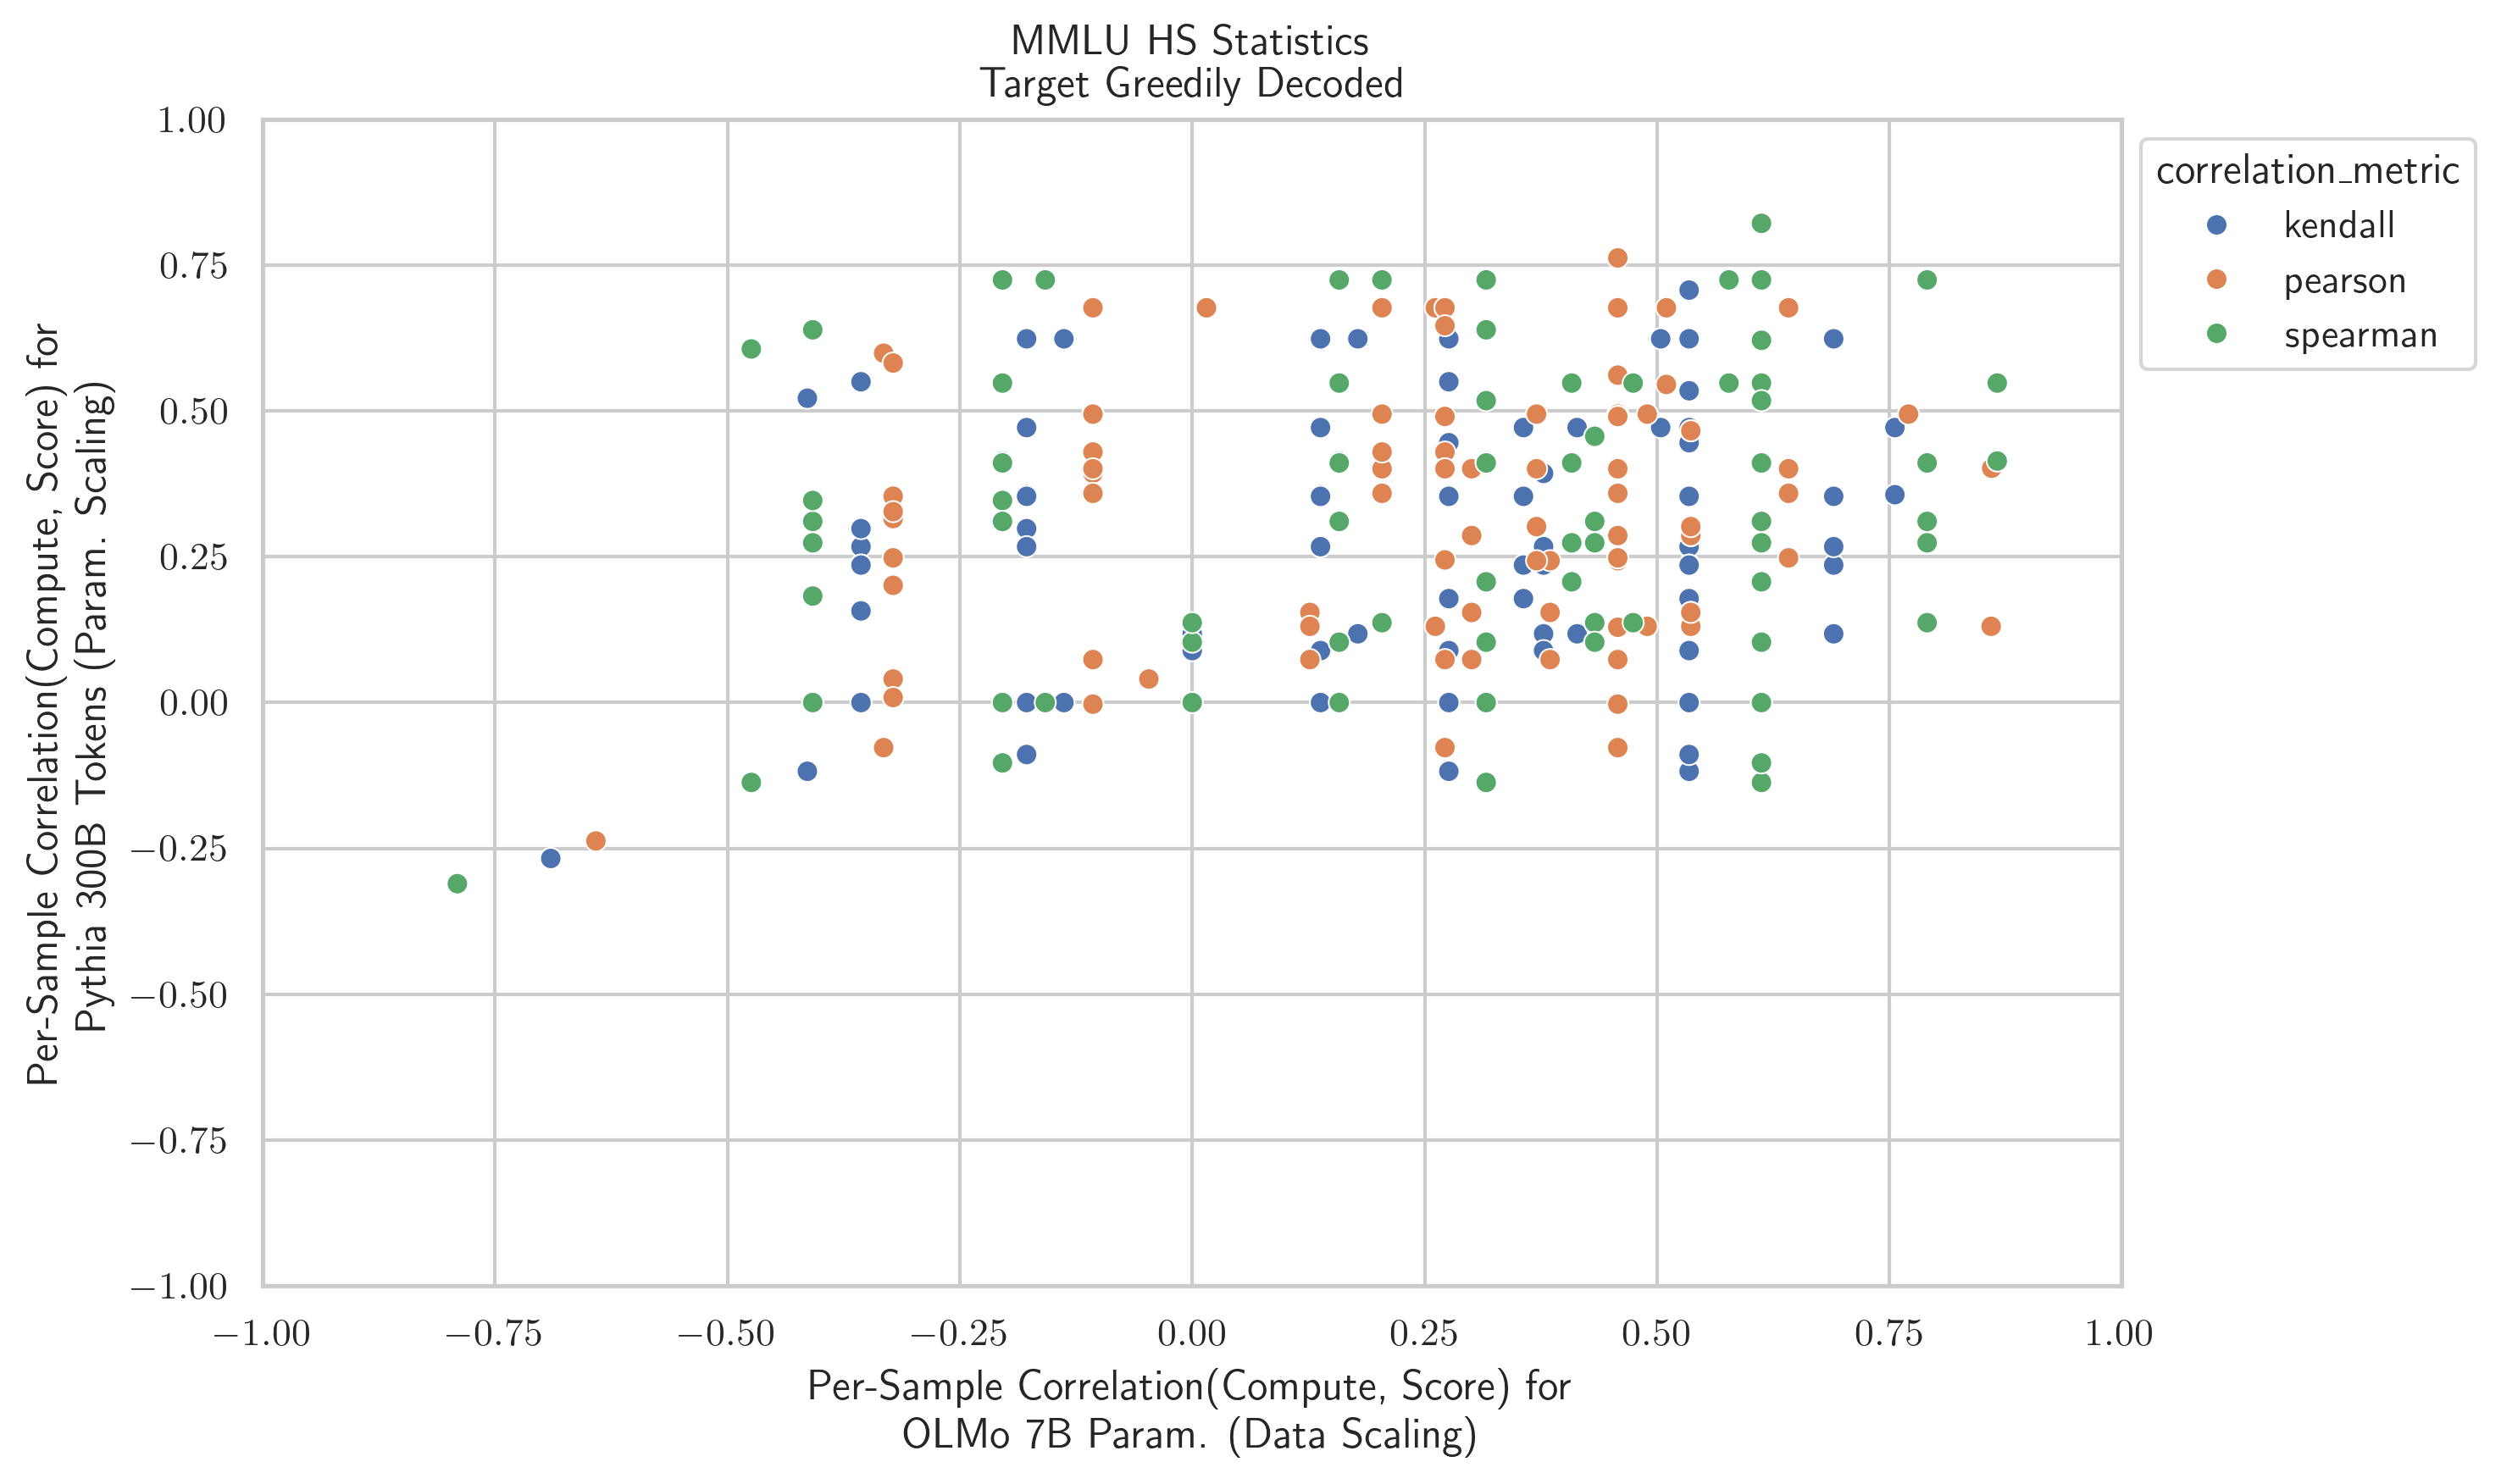 MMLU HS Statistics
Target Greedily Decoded
Per-Sample Correlation(Compute, Score) for
Pythia 300B Tokens (Param. Scaling)
1.00
0.75
0.50
0.25
0.00
−0.25
−0.50
−0.75
−1.00
−1.00 −0.75 −0.50 −0.25 0.00 0.25 0.50 0.75 1.00
Per-Sample Correlation(Compute, Score) for
OLMo 7B Param. (Data Scaling)
correlation_metric
kendall
pearson
spearman